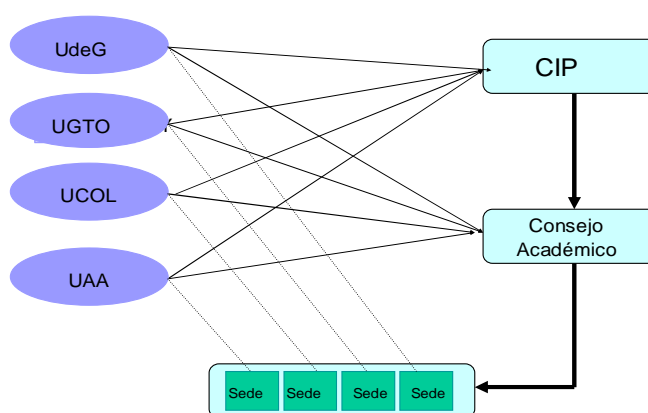 UdeG
CIP
UGTO
UCOL
Consejo
Académico
UAA
Sede Sede Sede Sede